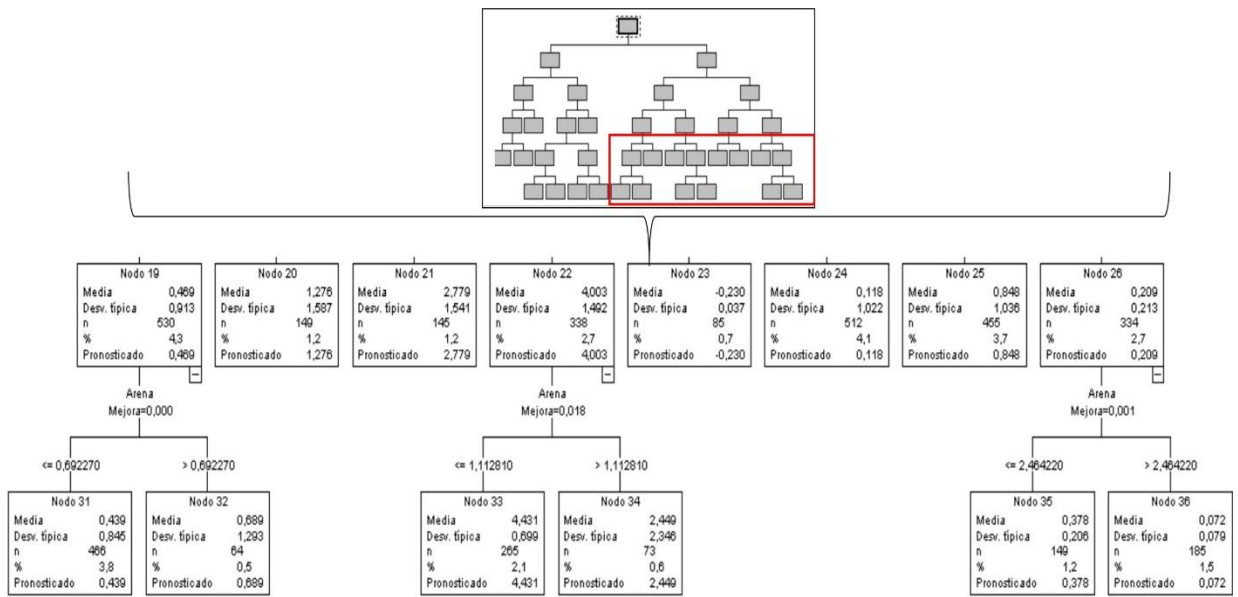 Nodo 19
Media 0,469
Desv. típica 0,913
n 530
% 4,3
Pronosticado 0,469
Nodo 20
Media 1,276
Desv. típica 1,587
n 149
% 1,2
Pronosticado 1,276
Nodo 21
Media 2,779
Desv. típica 1,541
n 145
% 1,2
Pronosticado 2,779
Nodo 22
Media 4,003
Desv. típica 1,492
n 338
% 2,7
Pronosticado 4,003
Nodo 23
Media -0,230
Desv. típica 0,037
n 85
% 0,7
Pronosticado -0,230
Nodo 24
Media 0,118
Desv. típica 1,022
n 512
% 4,1
Pronosticado 0,118
Nodo 25
Media 0,848
Desv. típica 1,036
n 455
% 3,7
Pronosticado 0,848
Nodo 26
Media 0,209
Desv. típica 0,213
n 334
% 2,7
Pronosticado 0,209
Arena
Mejora=0,000
<= 0,692270
> 0,692270
Arena
Mejora=0,018
<= 1,112810
> 1,112810
Arena
Mejora=0,001
<= 2,464220
> 2,464220
Nodo 31
Media 0,439
Desv. típica 0,845
n 466
% 3,8
Pronosticado 0,439
Nodo 32
Media 0,689
Desv. típica 1,293
n 64
% 0,5
Pronosticado 0,689
Nodo 33
Media 4,431
Desv. típica 0,699
n 265
% 2,1
Pronosticado 4,431
Nodo 34
Media 2,449
Desv. típica 2,346
n 73
% 0,6
Pronosticado 2,449
Nodo 35
Media 0,378
Desv. típica 0,206
n 149
% 1,2
Pronosticado 0,378
Nodo 36
Media 0,072
Desv. típica 0,079
n 185
% 1,5
Pronosticado 0,072